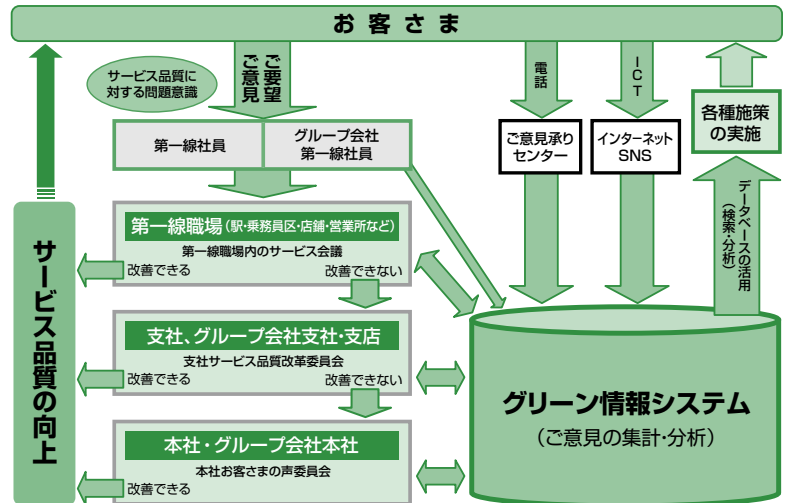 お客さま
サービス品質に
対する問題意識
ご要望
ご意見
電話
ICT
第一線社員
グループ会社
第一線社員
ご意見承り
センター
インターネット
SNS
各種施策
の実施
データベースの活用
(検索・分析)
第一線職場(駅・乗務員区・店舗・営業所など)
第一線職場内のサービス会議
改善できる
改善できない
支社、グループ会社支社・支店
支社サービス品質改革委員会
改善できる
改善できない
本社・グループ会社本社
本社お客さまの声委員会
改善できる
サービス品質の向上
グリーン情報システム
(ご意見の集計・分析)